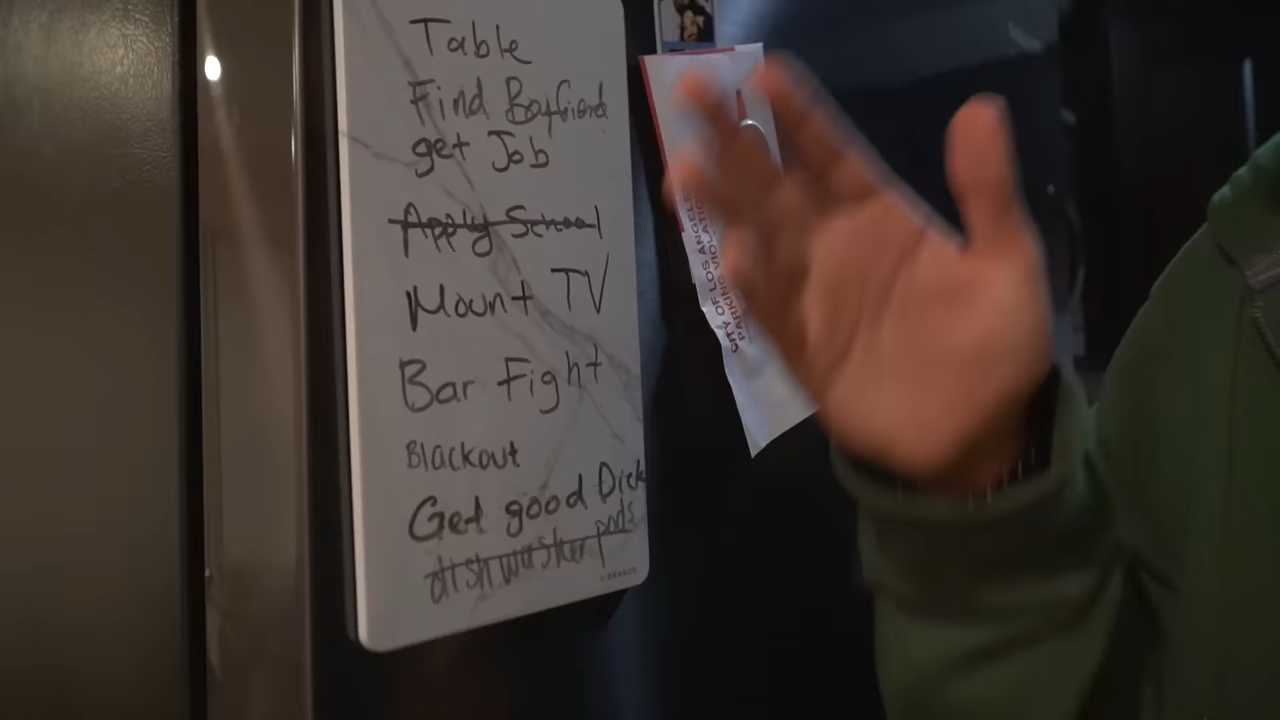 Table
Find Boyfriend
get Job
Apply School
Mount TV
Bar Fight
Blackout
Get good Dick
dishwasher pods
U BRANDS
CITY OF LOS ANGELES
PARKING VIOLATION